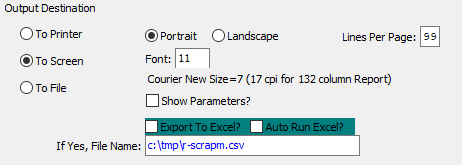 Output Destination
To Printer
Portrait
Landscape
Lines Per Page: 99
To Screen
Font: 11
Courier New Size=7 (17 cpi for 132 column Report)
To File
Show Parameters?
Export To Excel? Auto Run Excel?
If Yes, File Name: c:\tmp\r-scrapm.csv